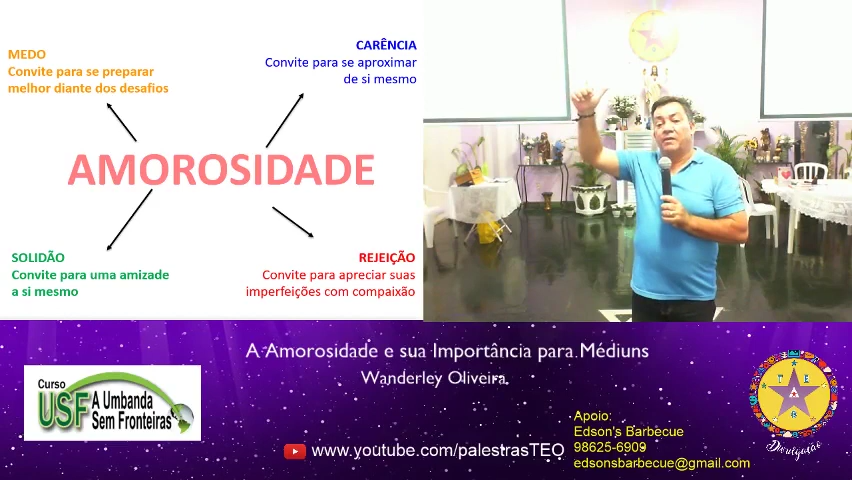 MEDO
Convite para se preparar
melhor diante dos desafios
CARÊNCIA
Convite para se aproximar
de si mesmo
AMOROSIDADE
SOLIDÃO
Convite para uma amizade
a si mesmo
REJEIÇÃO
Convite para apreciar suas
imperfeições com compaixão
A Amorosidade e sua Importância para Médiuns
Wanderley Oliveira
Curso
USF
A Umbanda
Sem Fronteiras
www.youtube.com/palestrasTEO
Apoio:
Edson's Barbecue
98625-6909
edsonsbarbecue@gmail.com
Divulgação